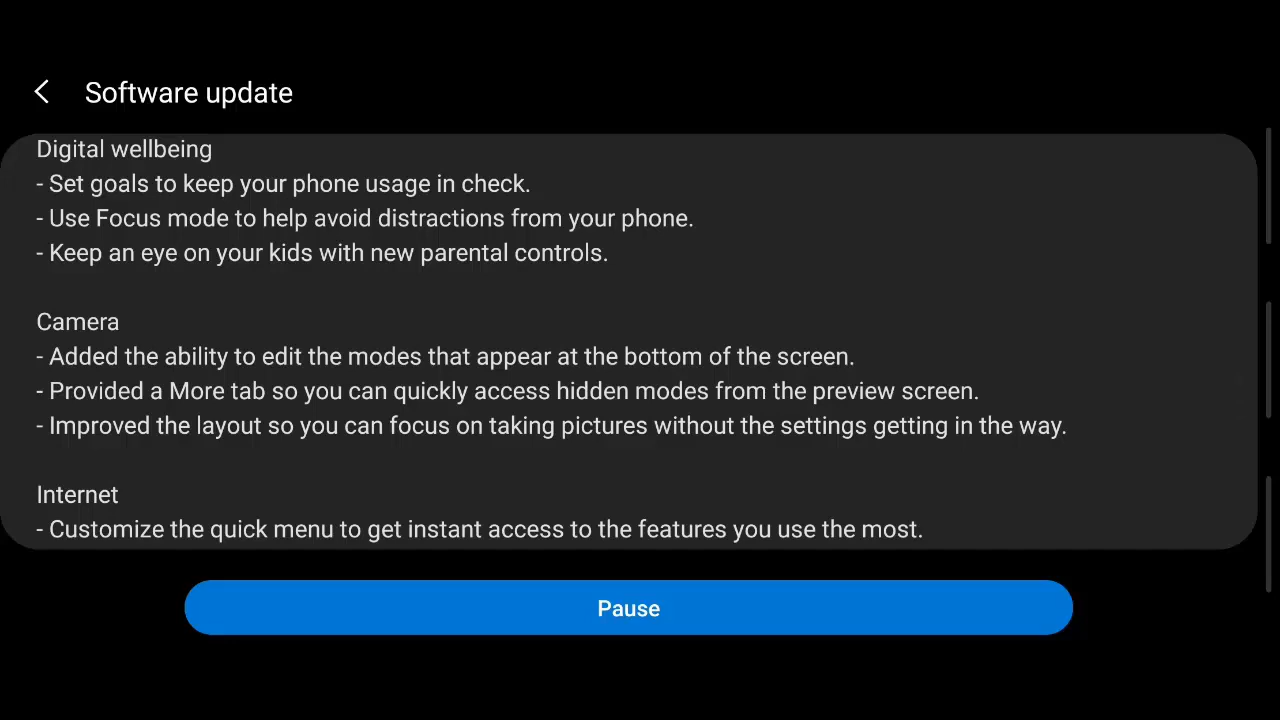 Software update
Digital wellbeing
- Set goals to keep your phone usage in check.
- Use Focus mode to help avoid distractions from your phone.
- Keep an eye on your kids with new parental controls.
Camera
- Added the ability to edit the modes that appear at the bottom of the screen.
- Provided a More tab so you can quickly access hidden modes from the preview screen.
- Improved the layout so you can focus on taking pictures without the settings getting in the way.
Internet
- Customize the quick menu to get instant access to the features you use the most.
Pause